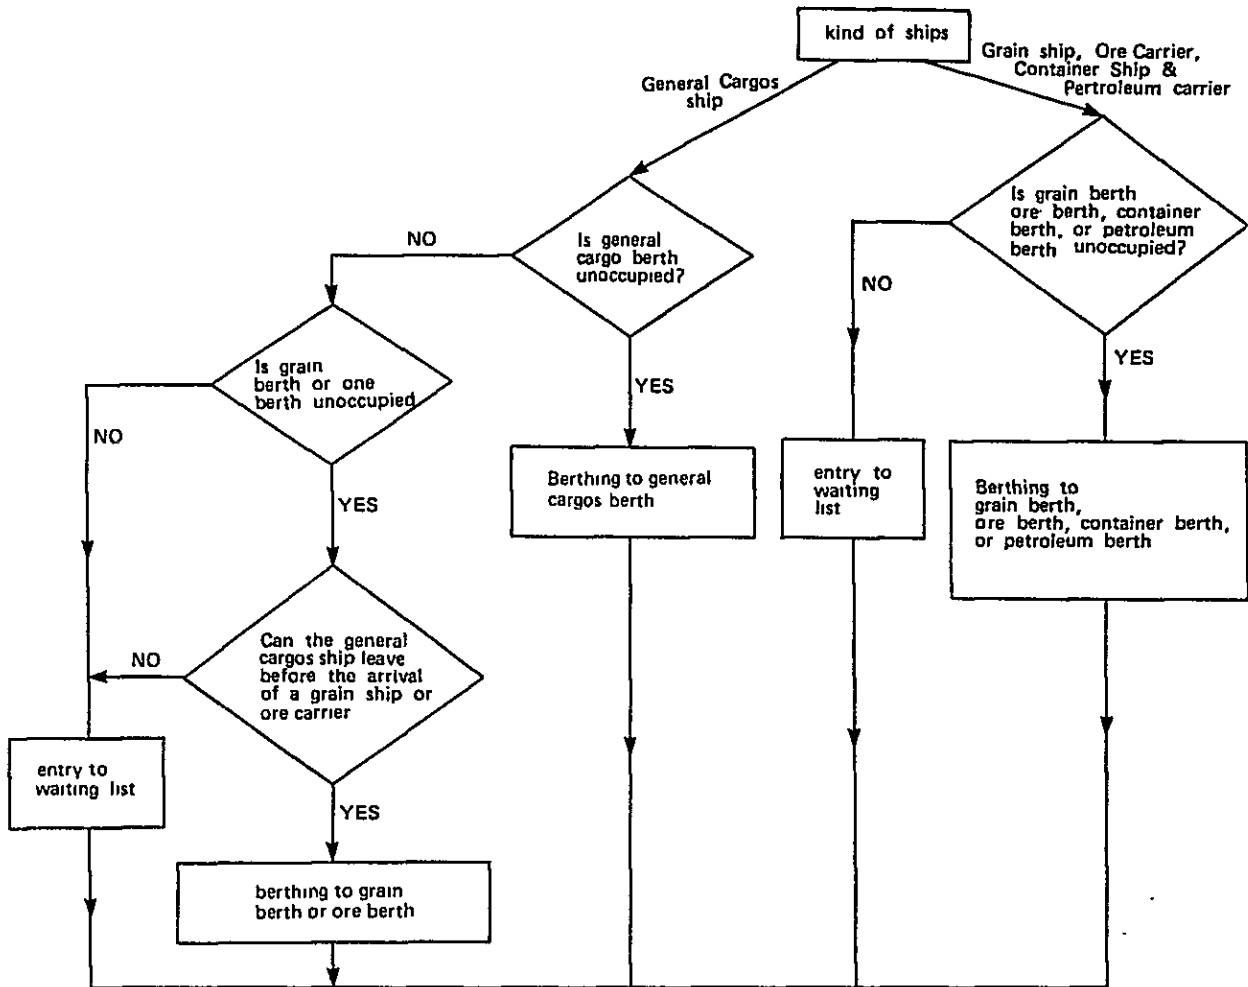 kind of ships
Grain ship, Ore Carrier,
Container Ship &
Pertroleum carrier
General Cargos
ship
Is grain berth
ore berth, container
berth, or petroleum
berth unoccupied?
NO
Is general
cargo berth
unoccupied?
NO
YES
Is grain
berth or one
berth unoccupied
YES
NO
Berthing to general
cargos berth
entry to
waiting
list
Berthing to
grain berth,
ore berth, container berth,
or petroleum berth
YES
Can the general
cargos ship leave
before the arrival
of a grain ship or
ore carrier
NO
entry to
waiting list
YES
berthing to grain
berth or ore berth